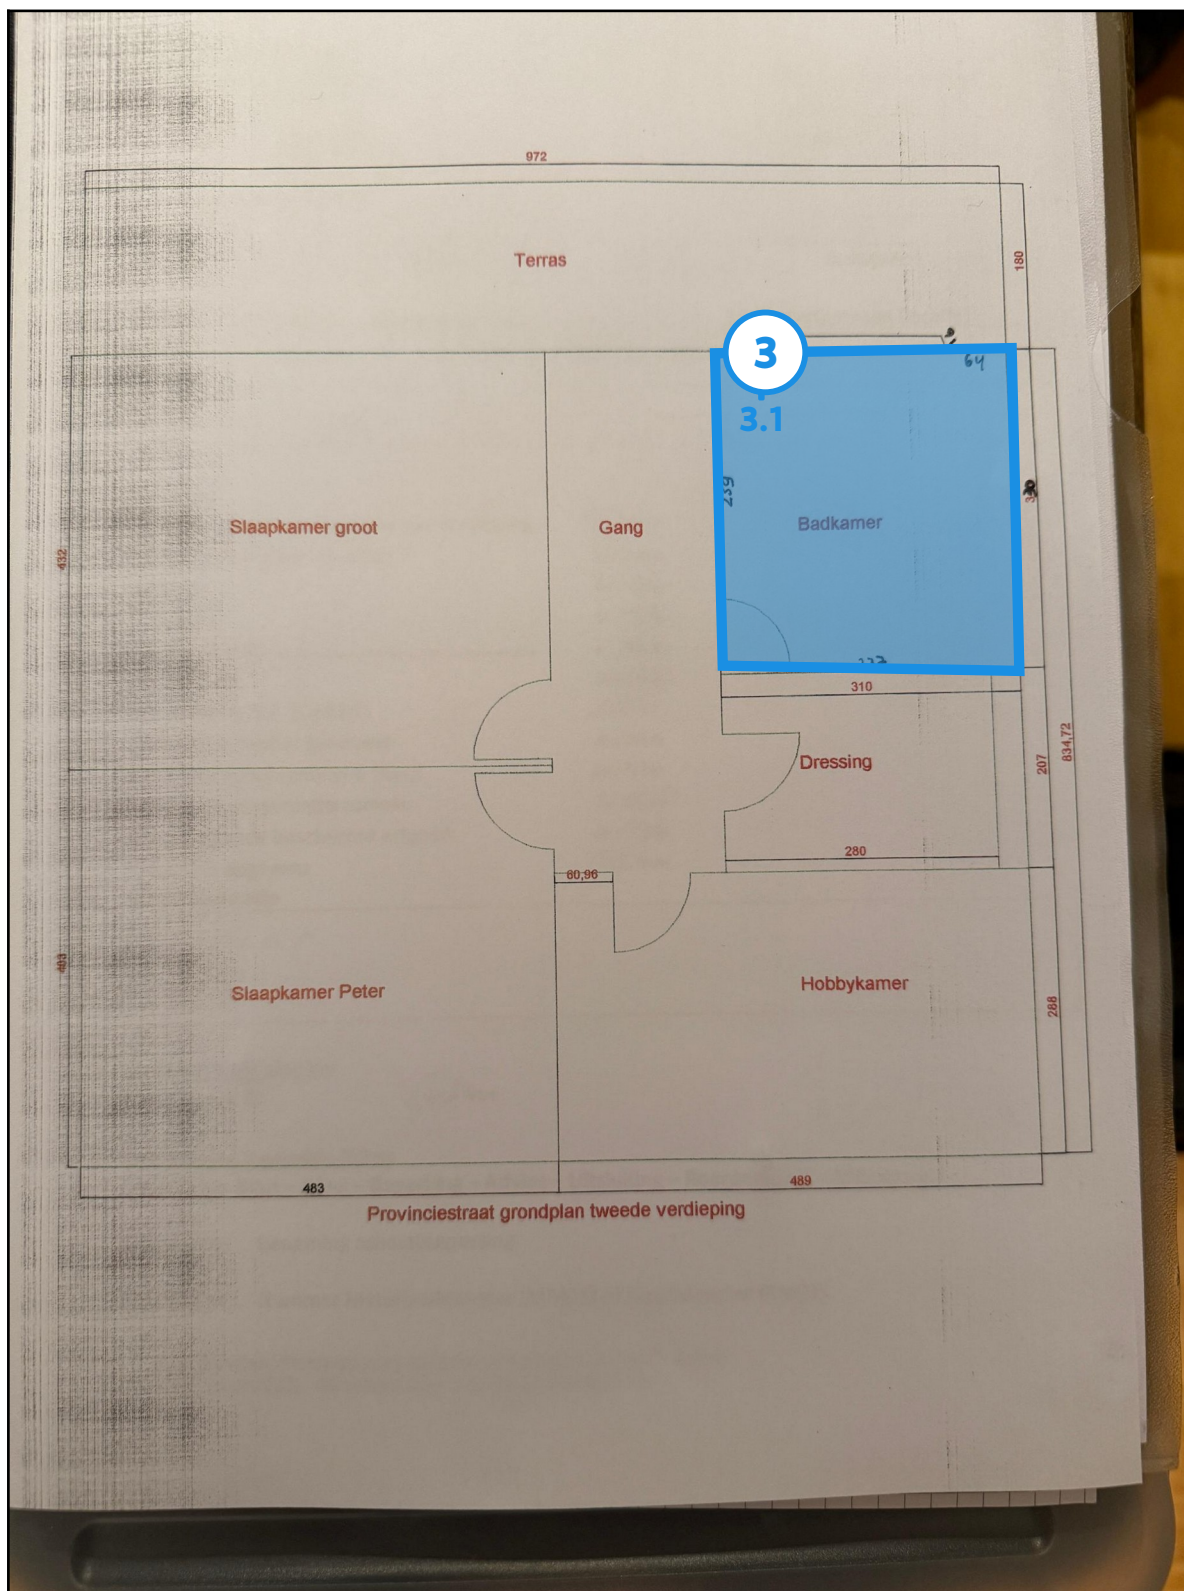 972
Terras
180
3
64
3.1
239
Badkamer
Slaapkamer groot
Gang
432
310
834,72
207
Dressing
280
60,96
403
Slaapkamer Peter
Hobbykamer
288
483
489
Provinciestraat grondplan tweede verdieping